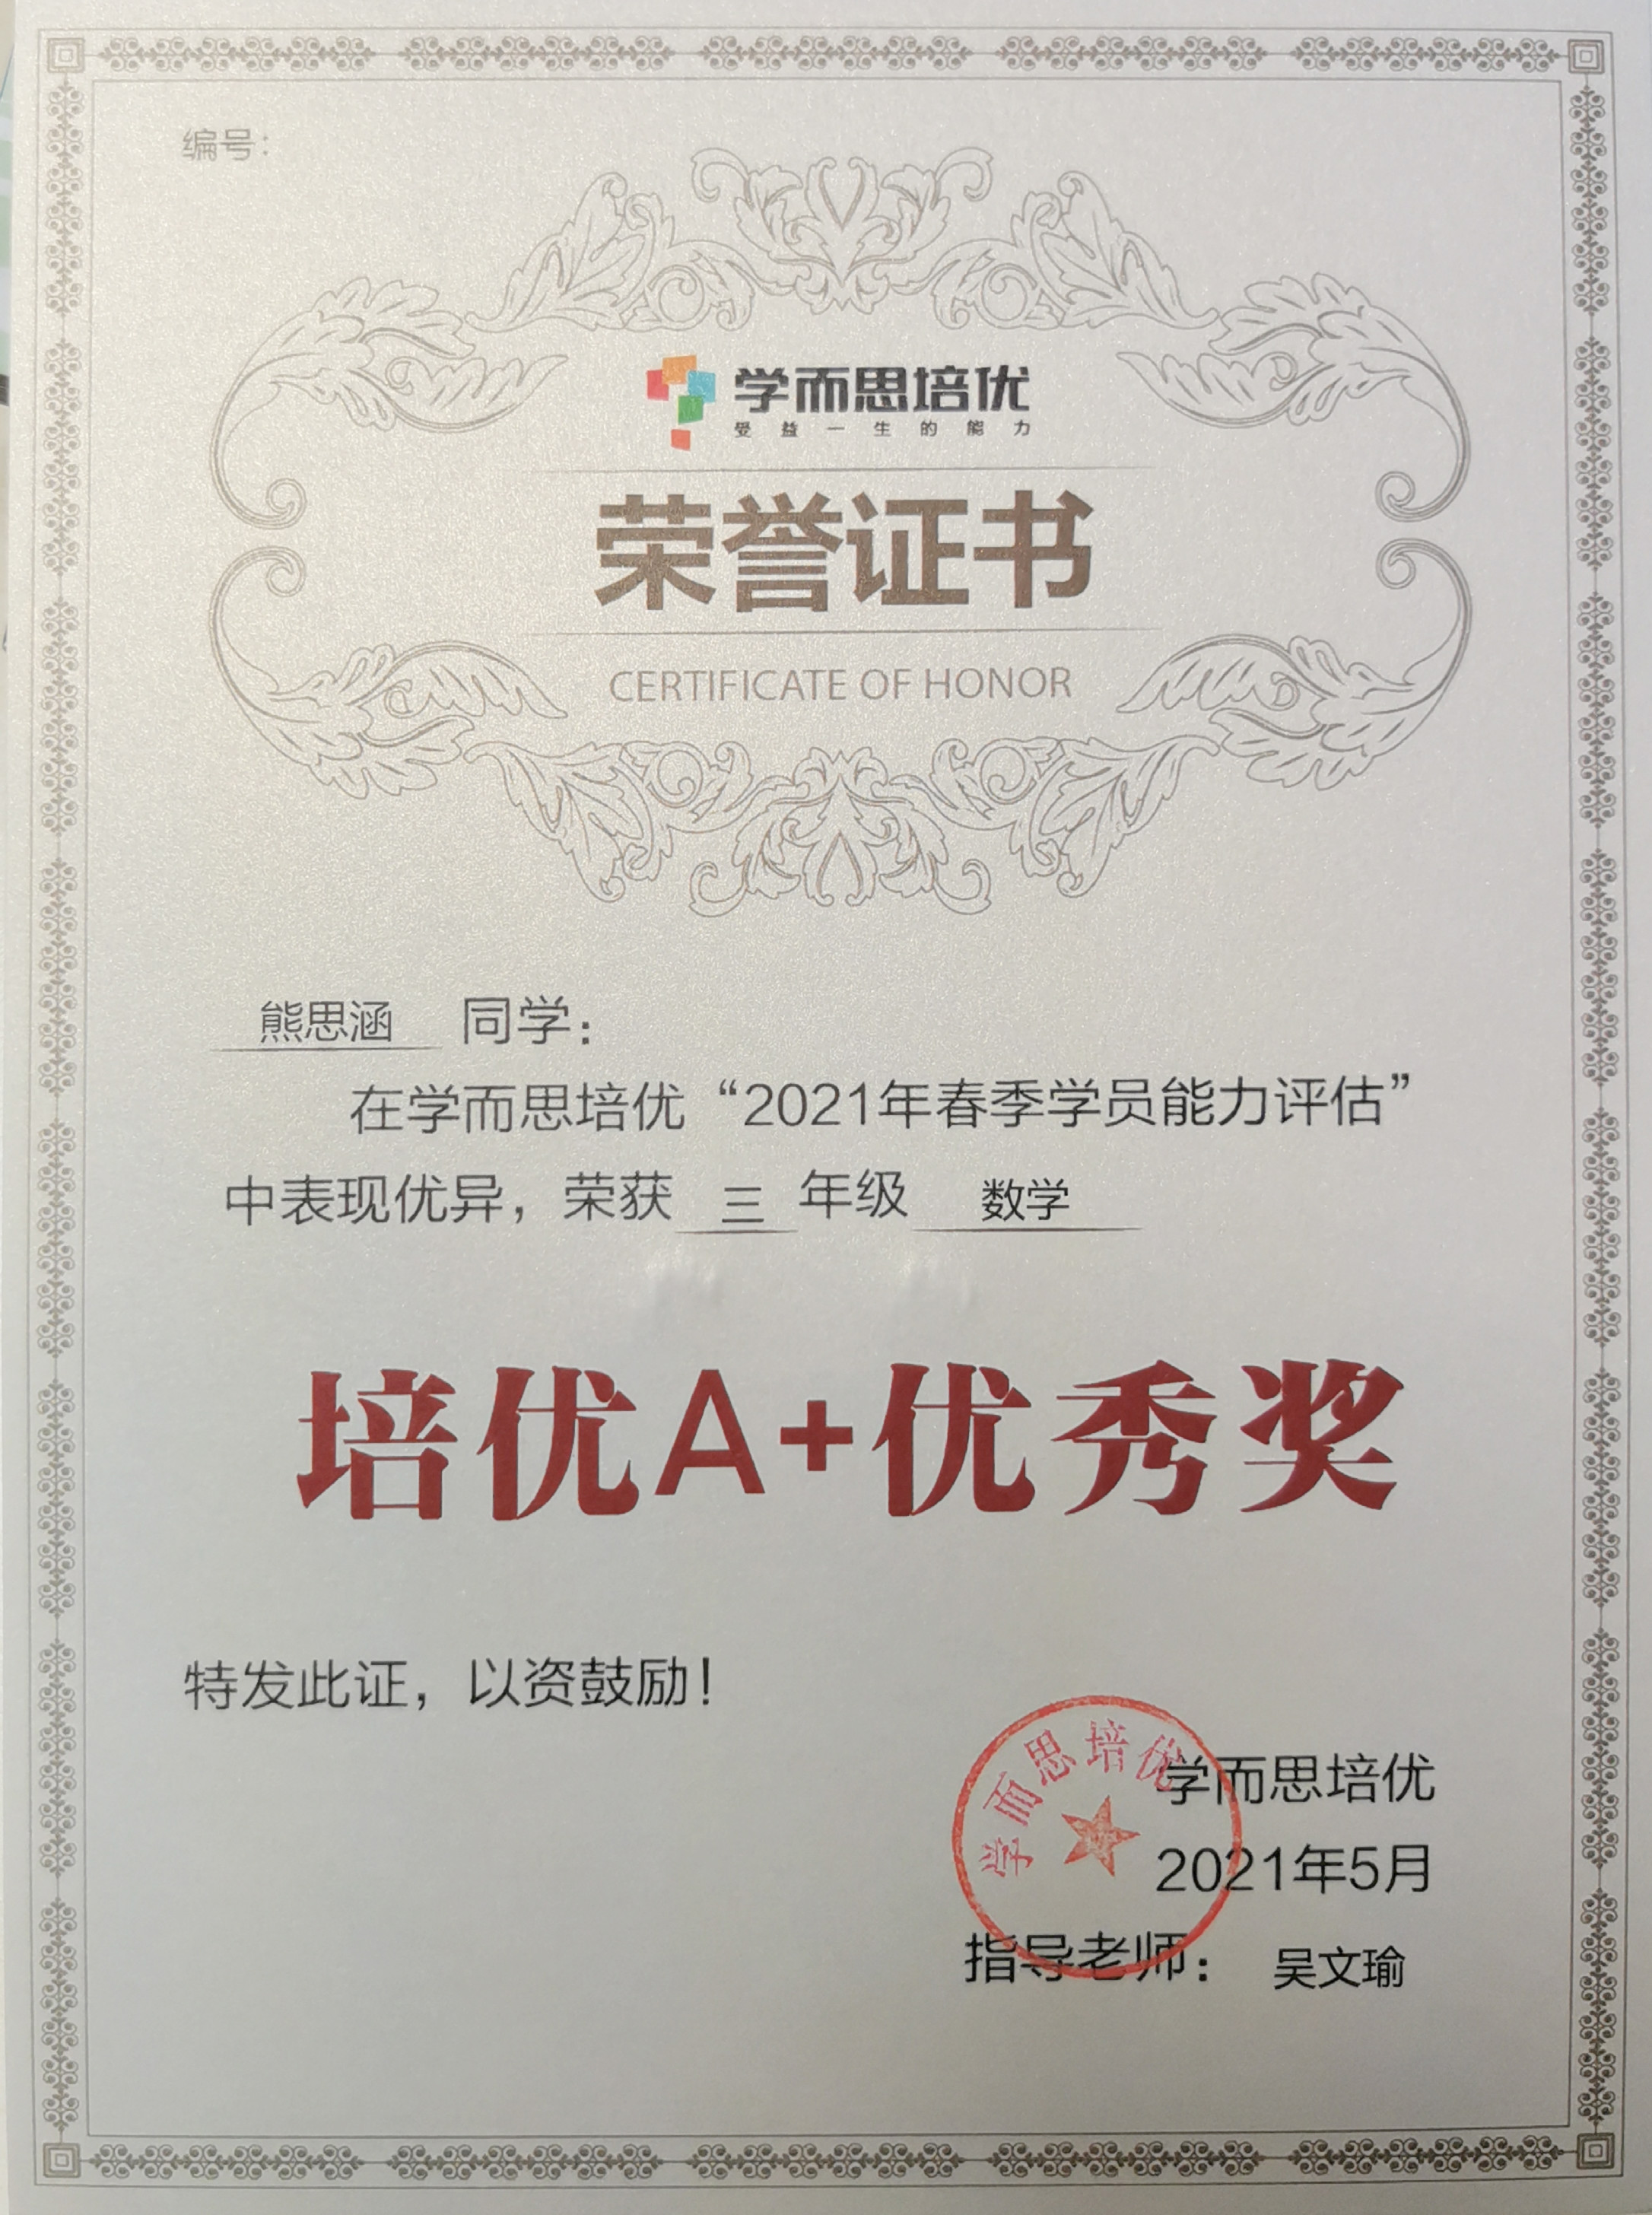 编号：
学而思培优
受益一生的能力
荣誉证书
CERTIFICATE OF HONOR
熊思涵 同学：
在学而思培优“2021年春季学员能力评估”
中表现优异，荣获 三 年级 数学
培优A+优秀奖
特发此证，以资鼓励！
学而思培优
学而思培优
2021年5月
指导老师： 吴文瑜